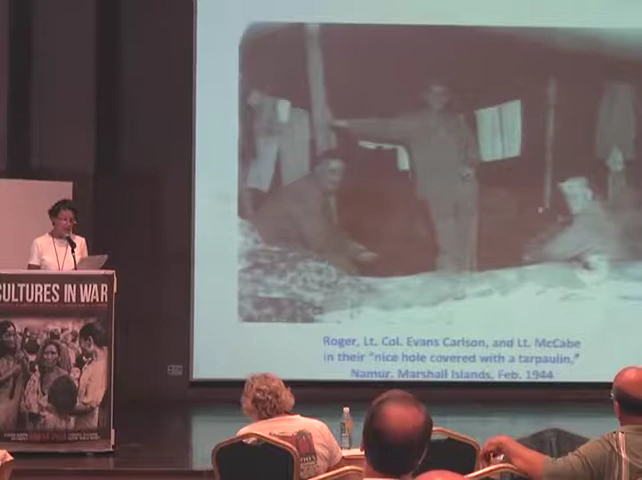 CULTURES IN WAR
Roger, Lt. Col. Evans Carlson, and Lt. McCabe
in their "nice hole covered with a tarpaulin,"
Namur, Marshall Islands, Feb. 1944